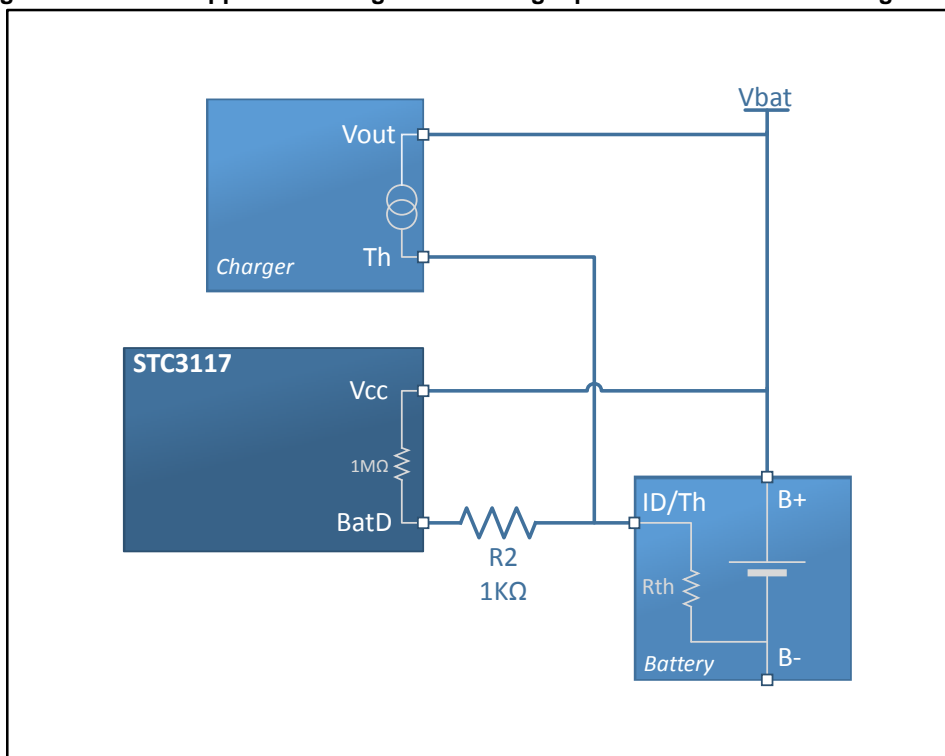 Vbat
Vout
Th
Charger
STC3117
Vcc
1MΩ
BatD
R2
1KΩ
ID/Th
B+
Rth
B-
Battery